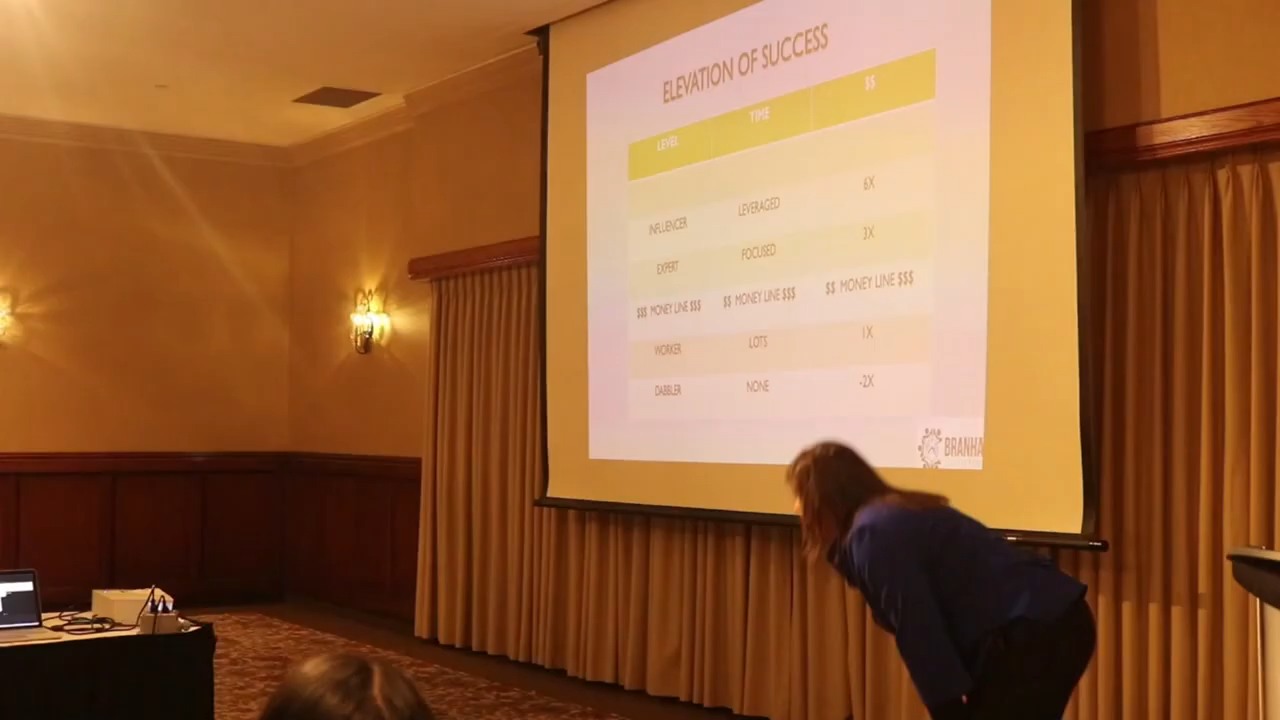 ELEVATION OF SUCCESS
LEVEL TIME $$
INFLUENCER LEVERAGED 6X
EXPERT FOCUSED 3X
$$$ MONEY LINE $$$ $$ MONEY LINE $$$ $$ MONEY LINE $$$
WORKER LOTS 1X
DABBLER NONE -2X
BRANHA